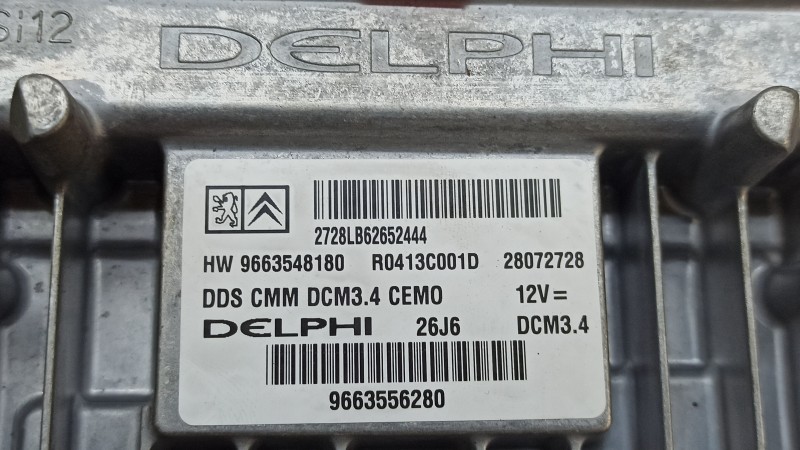 Si12
DELPHI
2728LB62652444
HW 9663548180 R0413C001D 28072728
DDS CMM DCM3.4 CEMO 12V=
DELPHI 26J6 DCM3.4
9663556280